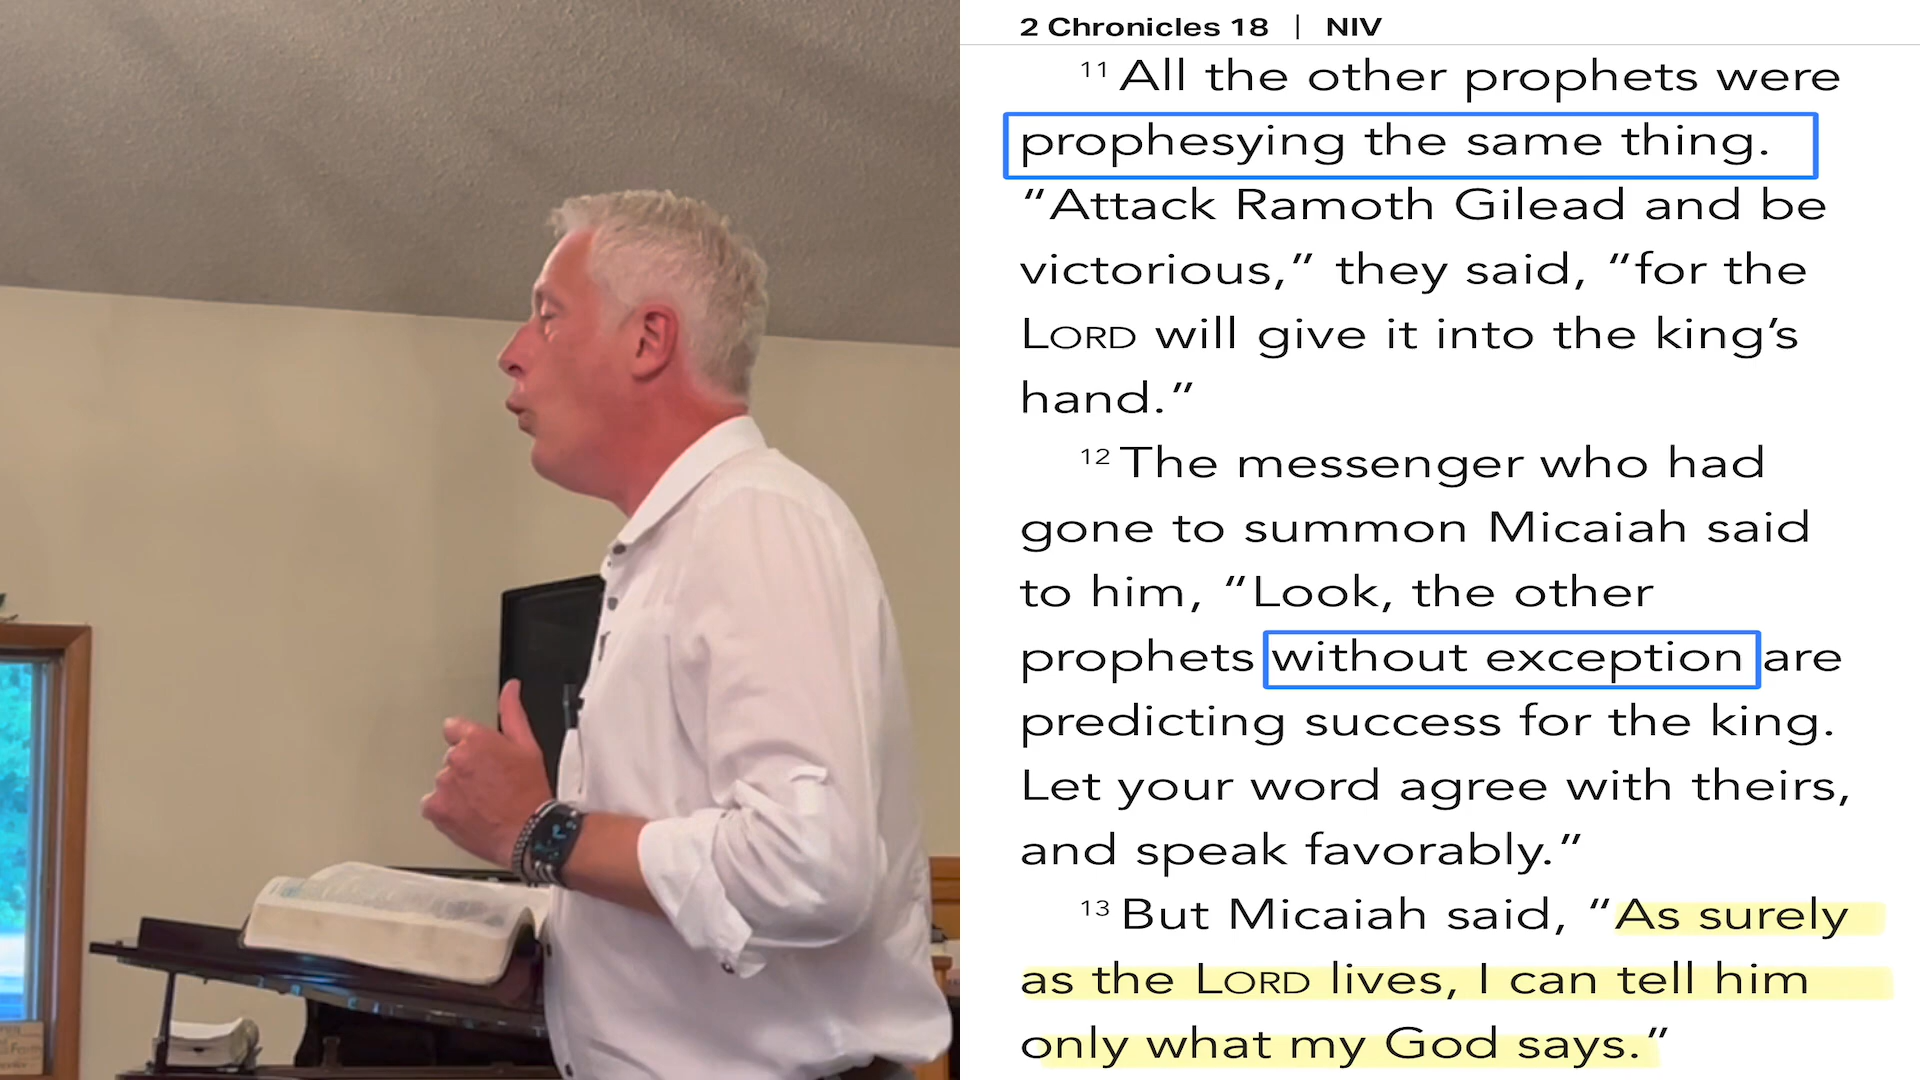 2 Chronicles 18 | NIV
11 All the other prophets were
prophesying the same thing.
“Attack Ramoth Gilead and be
victorious,” they said, “for the
LORD will give it into the king’s
hand.”
12 The messenger who had
gone to summon Micaiah said
to him, “Look, the other
prophets without exception are
predicting success for the king.
Let your word agree with theirs,
and speak favorably.”
13 But Micaiah said, “As surely
as the LORD lives, I can tell him
only what my God says.”
Faith